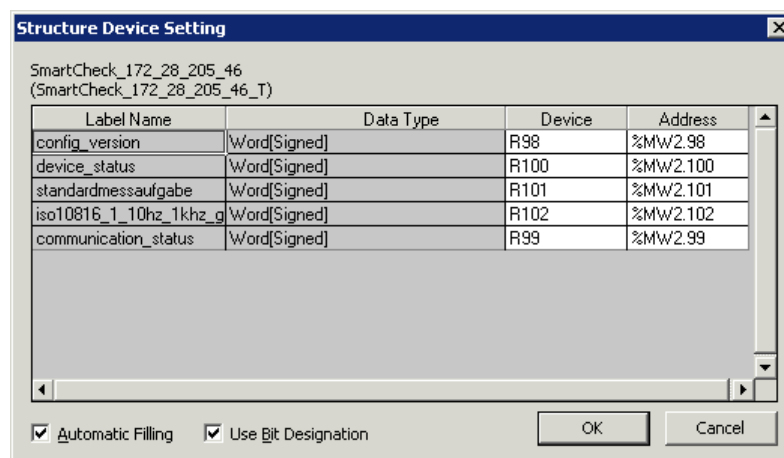 Structure Device Setting
SmartCheck_172_28_205_46
(SmartCheck_172_28_205_46_T)
Label Name Data Type Device Address
config_version Word[Signed] R98 %MW2.98
device_status Word[Signed] R100 %MW2.100
standardmessaufgabe Word[Signed] R101 %MW2.101
iso10816_1_10hz_1khz_g Word[Signed] R102 %MW2.102
communication_status Word[Signed] R99 %MW2.99
Automatic Filling Use Bit Designation OK Cancel